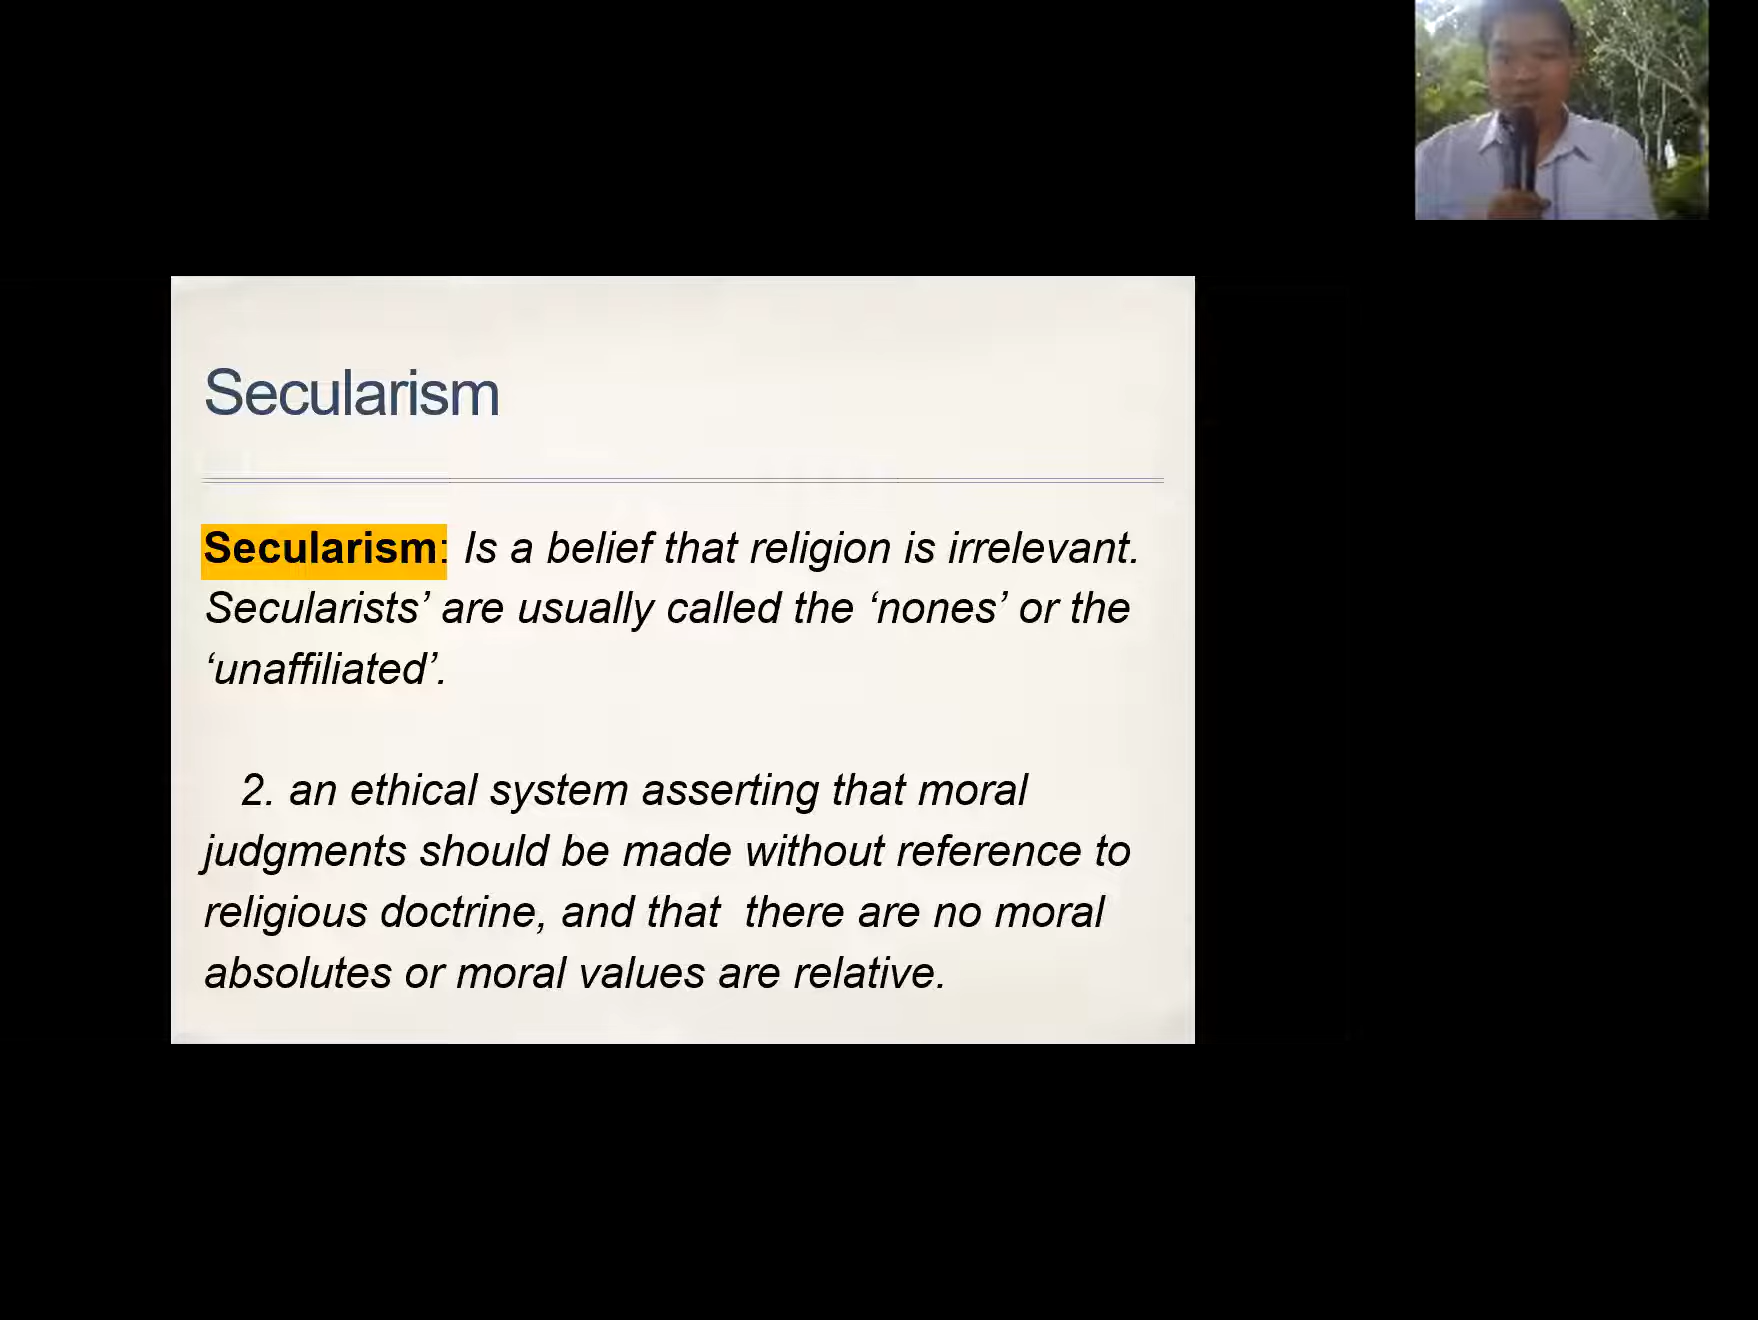 Secularism
Secularism: Is a belief that religion is irrelevant.
Secularists’ are usually called the ‘nones’ or the
‘unaffiliated’.
2. an ethical system asserting that moral
judgments should be made without reference to
religious doctrine, and that  there are no moral
absolutes or moral values are relative.